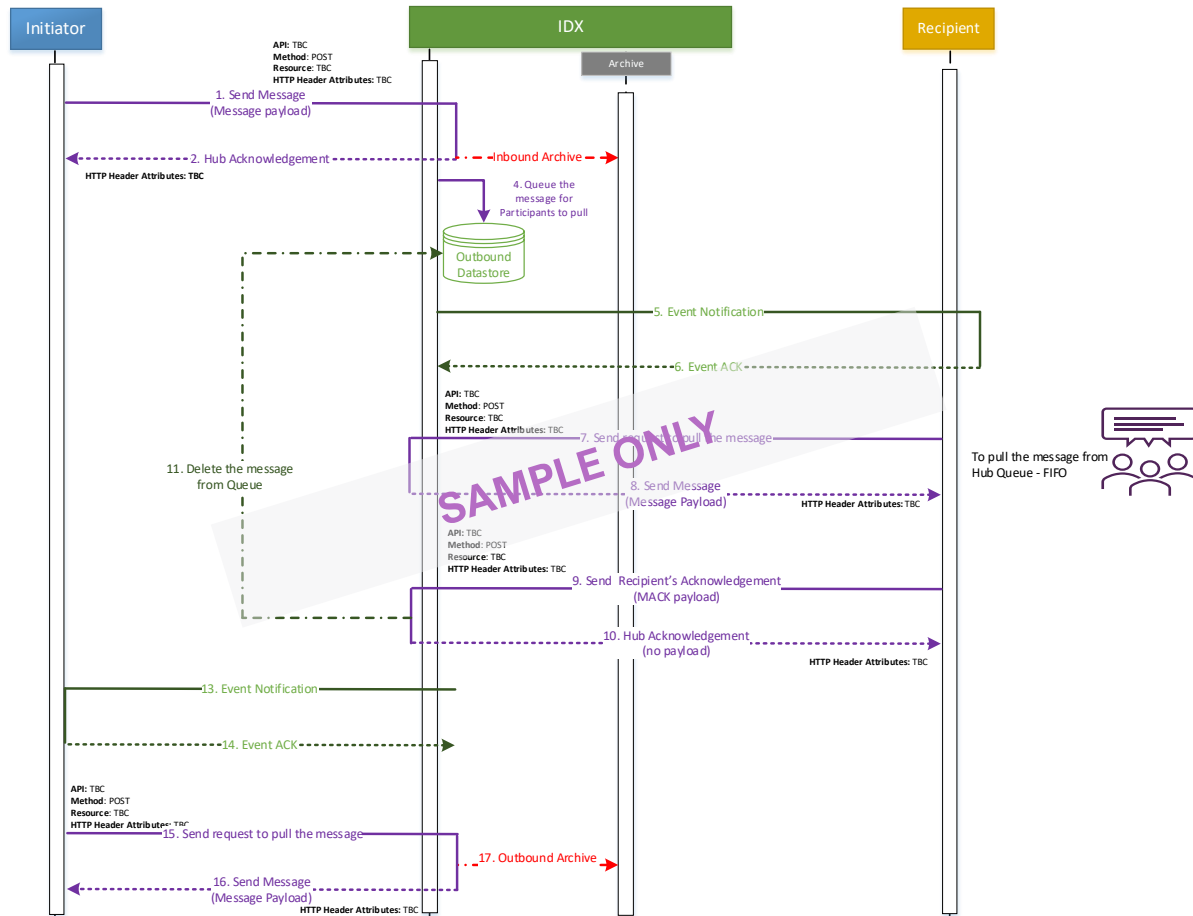 Initiator
IDX
Recipient
Archive
API: TBC
Method: POST
Resource: TBC
HTTP Header Attributes: TBC
1. Send Message
(Message payload)
2. Hub Acknowledgement
Inbound Archive
HTTP Header Attributes: TBC
4. Queue the
message for
Participants to pull
Outbound
Datastore
5. Event Notification
6. Event ACK
API: TBC
Method: POST
Resource: TBC
HTTP Header Attributes: TBC
7. Send request to pull the message
To pull the message from
Hub Queue - FIFO
11. Delete the message
from Queue
8. Send Message
(Message Payload)
HTTP Header Attributes: TBC
SAMPLE ONLY
API: TBC
Method: POST
Resource: TBC
HTTP Header Attributes: TBC
9. Send Recipient's Acknowledgement
(MACK payload)
10. Hub Acknowledgement
(no payload)
HTTP Header Attributes: TBC
13. Event Notification
14. Event ACK
API: TBC
Method: POST
Resource: TBC
HTTP Header Attributes: TBC
15. Send request to pull the message
17. Outbound Archive
16. Send Message
(Message Payload)
HTTP Header Attributes: TBC